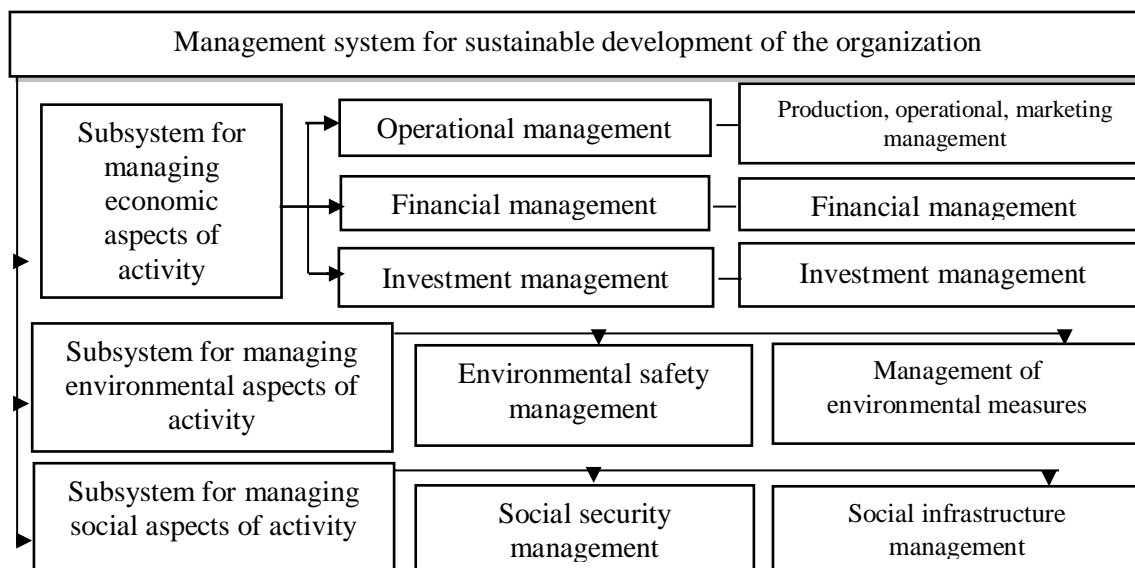 Management system for sustainable development of the organization
Subsystem for
managing
economic
aspects of
activity
Operational management
Production, operational, marketing
management
Financial management
Financial management
Investment management
Investment management
Subsystem for managing
environmental aspects of
activity
Environmental safety
management
Management of
environmental measures
Subsystem for managing
social aspects of activity
Social security
management
Social infrastructure
management